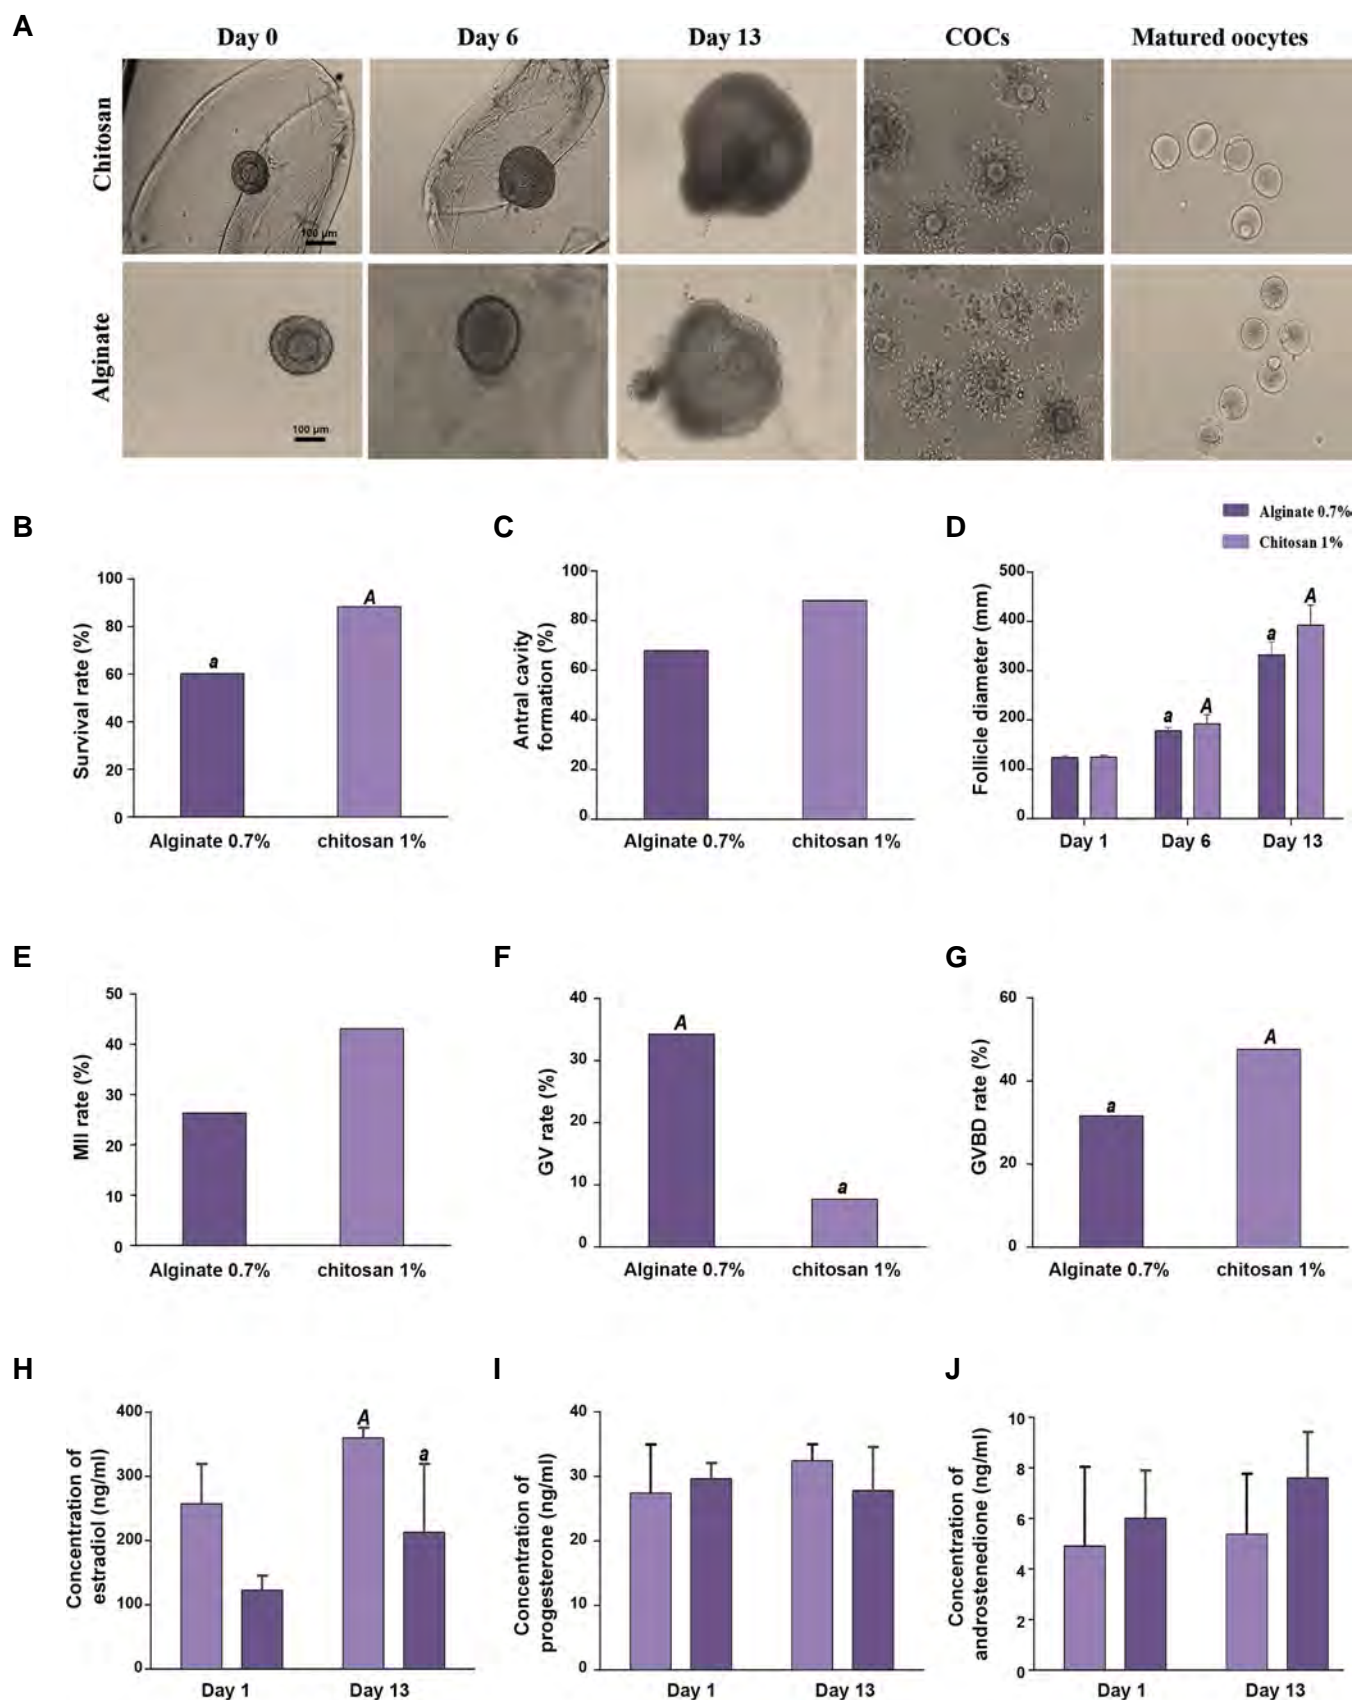 A
Day 0
Day 6
Day 13
COCs
Matured oocytes
Chitosan
100 µm
Alginate
100 µm
Alginate 0.7%
Chitosan 1%
B
Survival rate (%)
100
80
60
40
20
0
a
A
Alginate 0.7%
chitosan 1%
C
Antral cavity
formation (%)
100
80
60
40
20
0
Alginate 0.7%
chitosan 1%
D
Follicle diameter (mm)
500
400
300
200
100
0
a
A
a
A
Day 1
Day 6
Day 13
E
MII rate (%)
50
40
30
20
10
0
Alginate 0.7%
chitosan 1%
F
GV rate (%)
40
30
20
10
0
A
a
Alginate 0.7%
chitosan 1%
G
GVBD rate (%)
60
40
20
0
a
A
Alginate 0.7%
chitosan 1%
H
Concentration of
estradiol (ng/ml)
400
300
200
100
0
A
a
Day 1
Day 13
I
Concentration of
progesterone (ng/ml)
40
30
20
10
0
Day 1
Day 13
J
Concentration of
androstenedione (ng/ml)
10
8
6
4
2
0
Day 1
Day 13